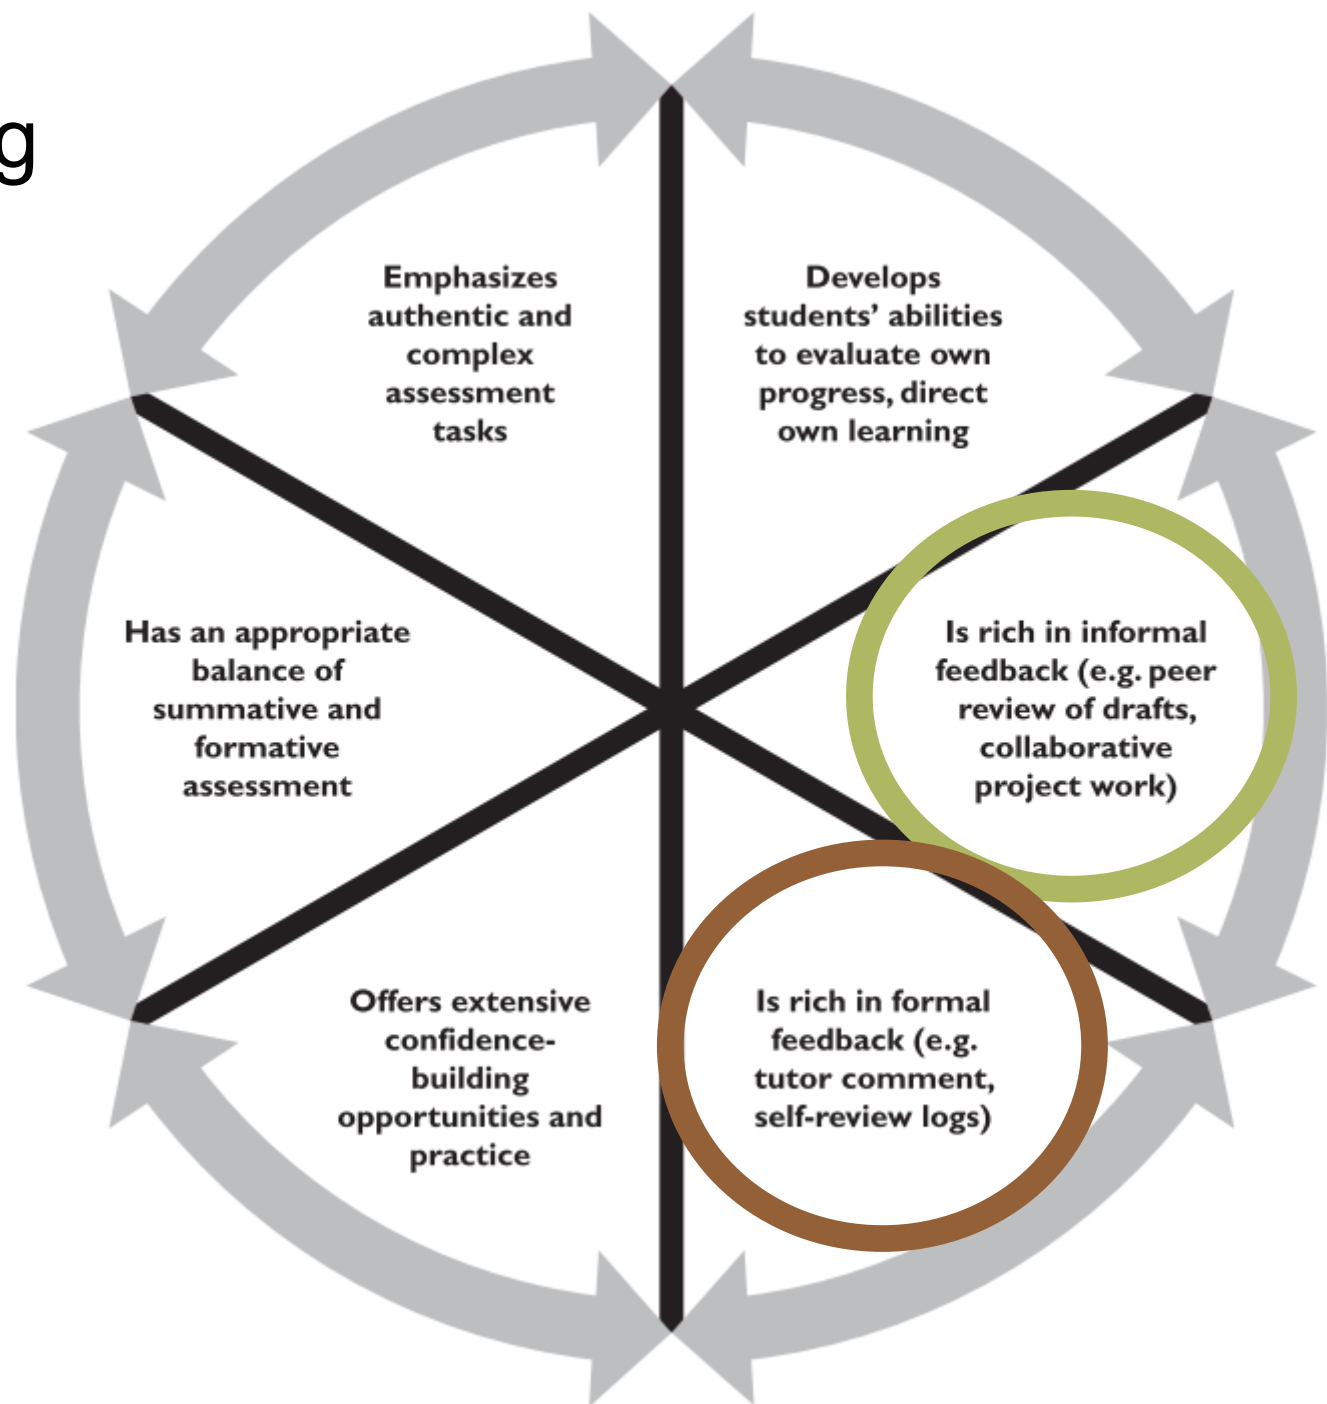 g
Emphasizes
authentic and
complex
assessment
tasks
Develops
students’ abilities
to evaluate own
progress, direct
own learning
Has an appropriate
balance of
summative and
formative
assessment
Is rich in informal
feedback (e.g. peer
review of drafts,
collaborative
project work)
Offers extensive
confidence-
building
opportunities and
practice
Is rich in formal
feedback (e.g.
tutor comment,
self-review logs)